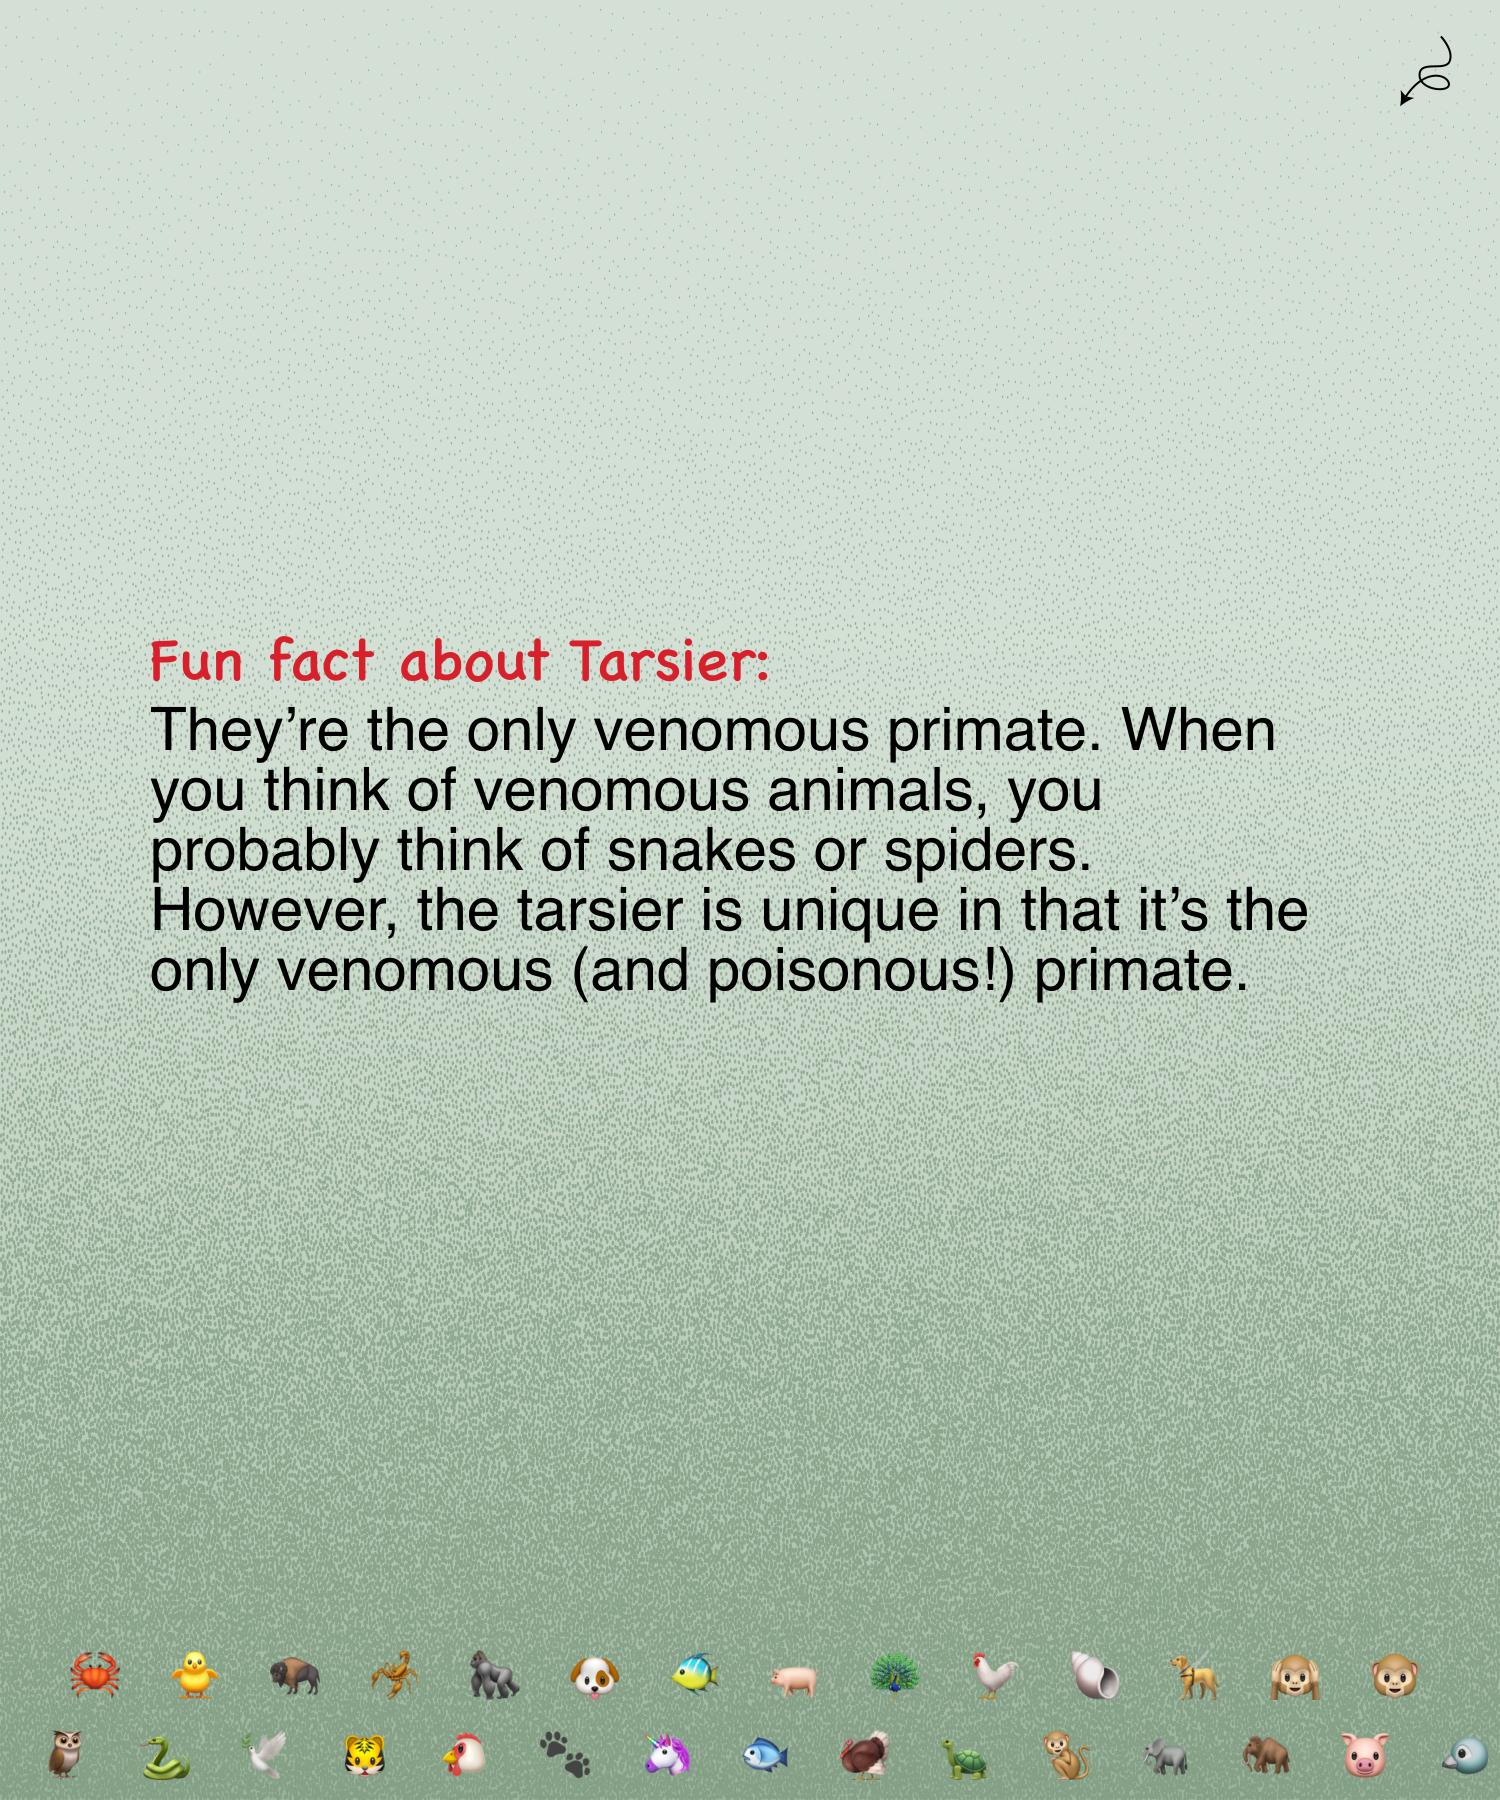 Fun fact about Tarsier:
They’re the only venomous primate. When
you think of venomous animals, you
probably think of snakes or spiders.
However, the tarsier is unique in that it’s the
only venomous (and poisonous!) primate.